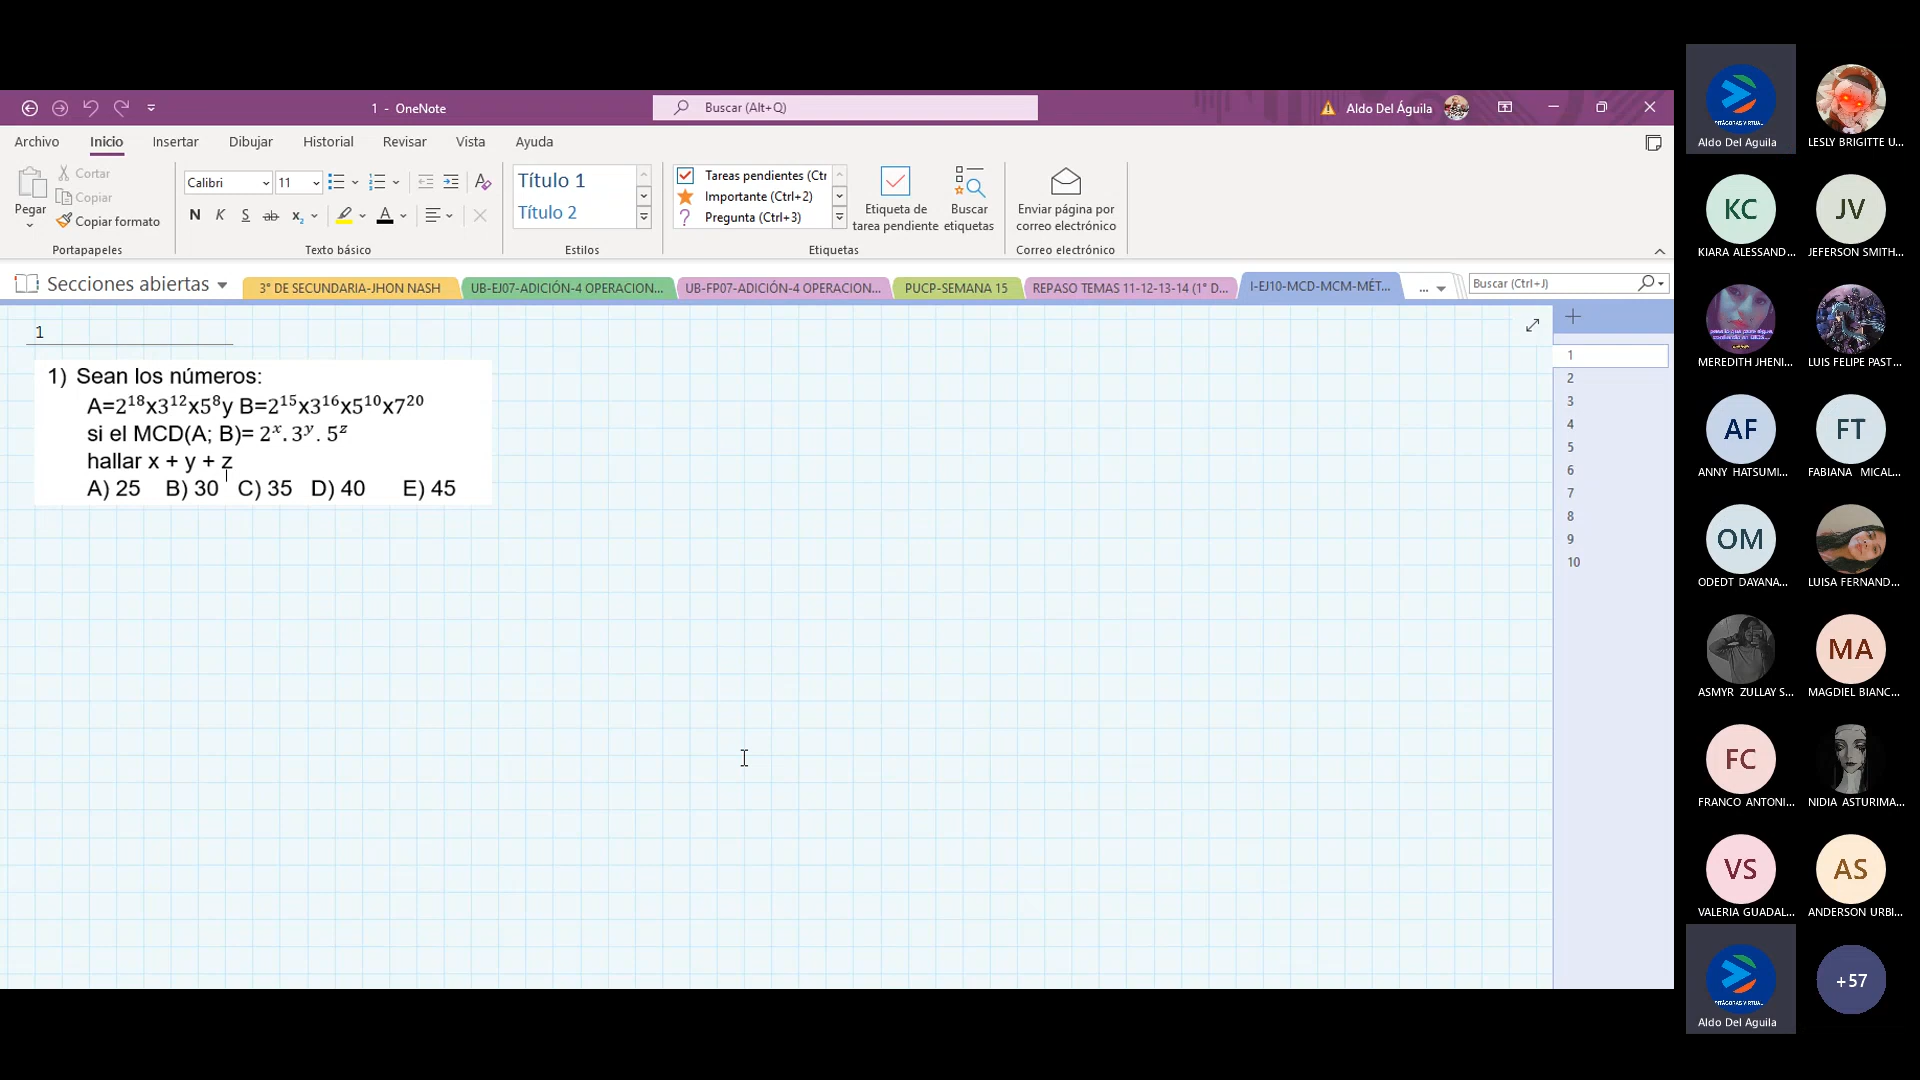 1 - OneNote
Buscar (Alt+Q)
Aldo Del Águila
Archivo Inicio Insertar Dibujar Historial Revisar Vista Ayuda
Pegar
Cortar
Copiar
Copiar formato
Portapapeles
Calibri 11
N K S ab x₂ A
Texto básico
Título 1
Título 2
Estilos
Tareas pendientes (Ctr
Importante (Ctrl+2)
Pregunta (Ctrl+3)
Etiqueta de
tarea pendiente
Buscar
etiquetas
Etiquetas
Enviar página por
correo electrónico
Correo electrónico
Secciones abiertas
3° DE SECUNDARIA-JHON NASH
UB-EJ07-ADICIÓN-4 OPERACION...
UB-FP07-ADICIÓN-4 OPERACION...
PUCP-SEMANA 15
REPASO TEMAS 11-12-13-14 (1° D...
I-EJ10-MCD-MCM-MÉT...
...
Buscar (Ctrl+J)
1
1) Sean los números:
A=2¹⁸x3¹²x5⁸y B=2¹⁵x3¹⁶x5¹⁰x7²⁰
si el MCD(A; B)= 2ˣ. 3ʸ. 5ᶻ
hallar x + y + z
A) 25 B) 30 C) 35 D) 40 E) 45
1
2
3
4
5
6
7
8
9
10
PITÁGORAS VIRTUAL
Aldo Del Aguila
LESLY BRIGITTE U...
KC
KIARA ALESSAND...
JV
JEFERSON SMITH...
MEREDITH JHENI...
LUIS FELIPE PAST...
AF
ANNY HATSUMI...
FT
FABIANA MICAL...
OM
ODEDT DAYANA...
LUISA FERNAND...
ASMYR ZULLAY S...
MA
MAGDIEL BIANC...
FC
FRANCO ANTONI...
NIDIA ASTURIMA...
VS
VALERIA GUADAL...
AS
ANDERSON URBI...
PITÁGORAS VIRTUAL
Aldo Del Aguila
+57